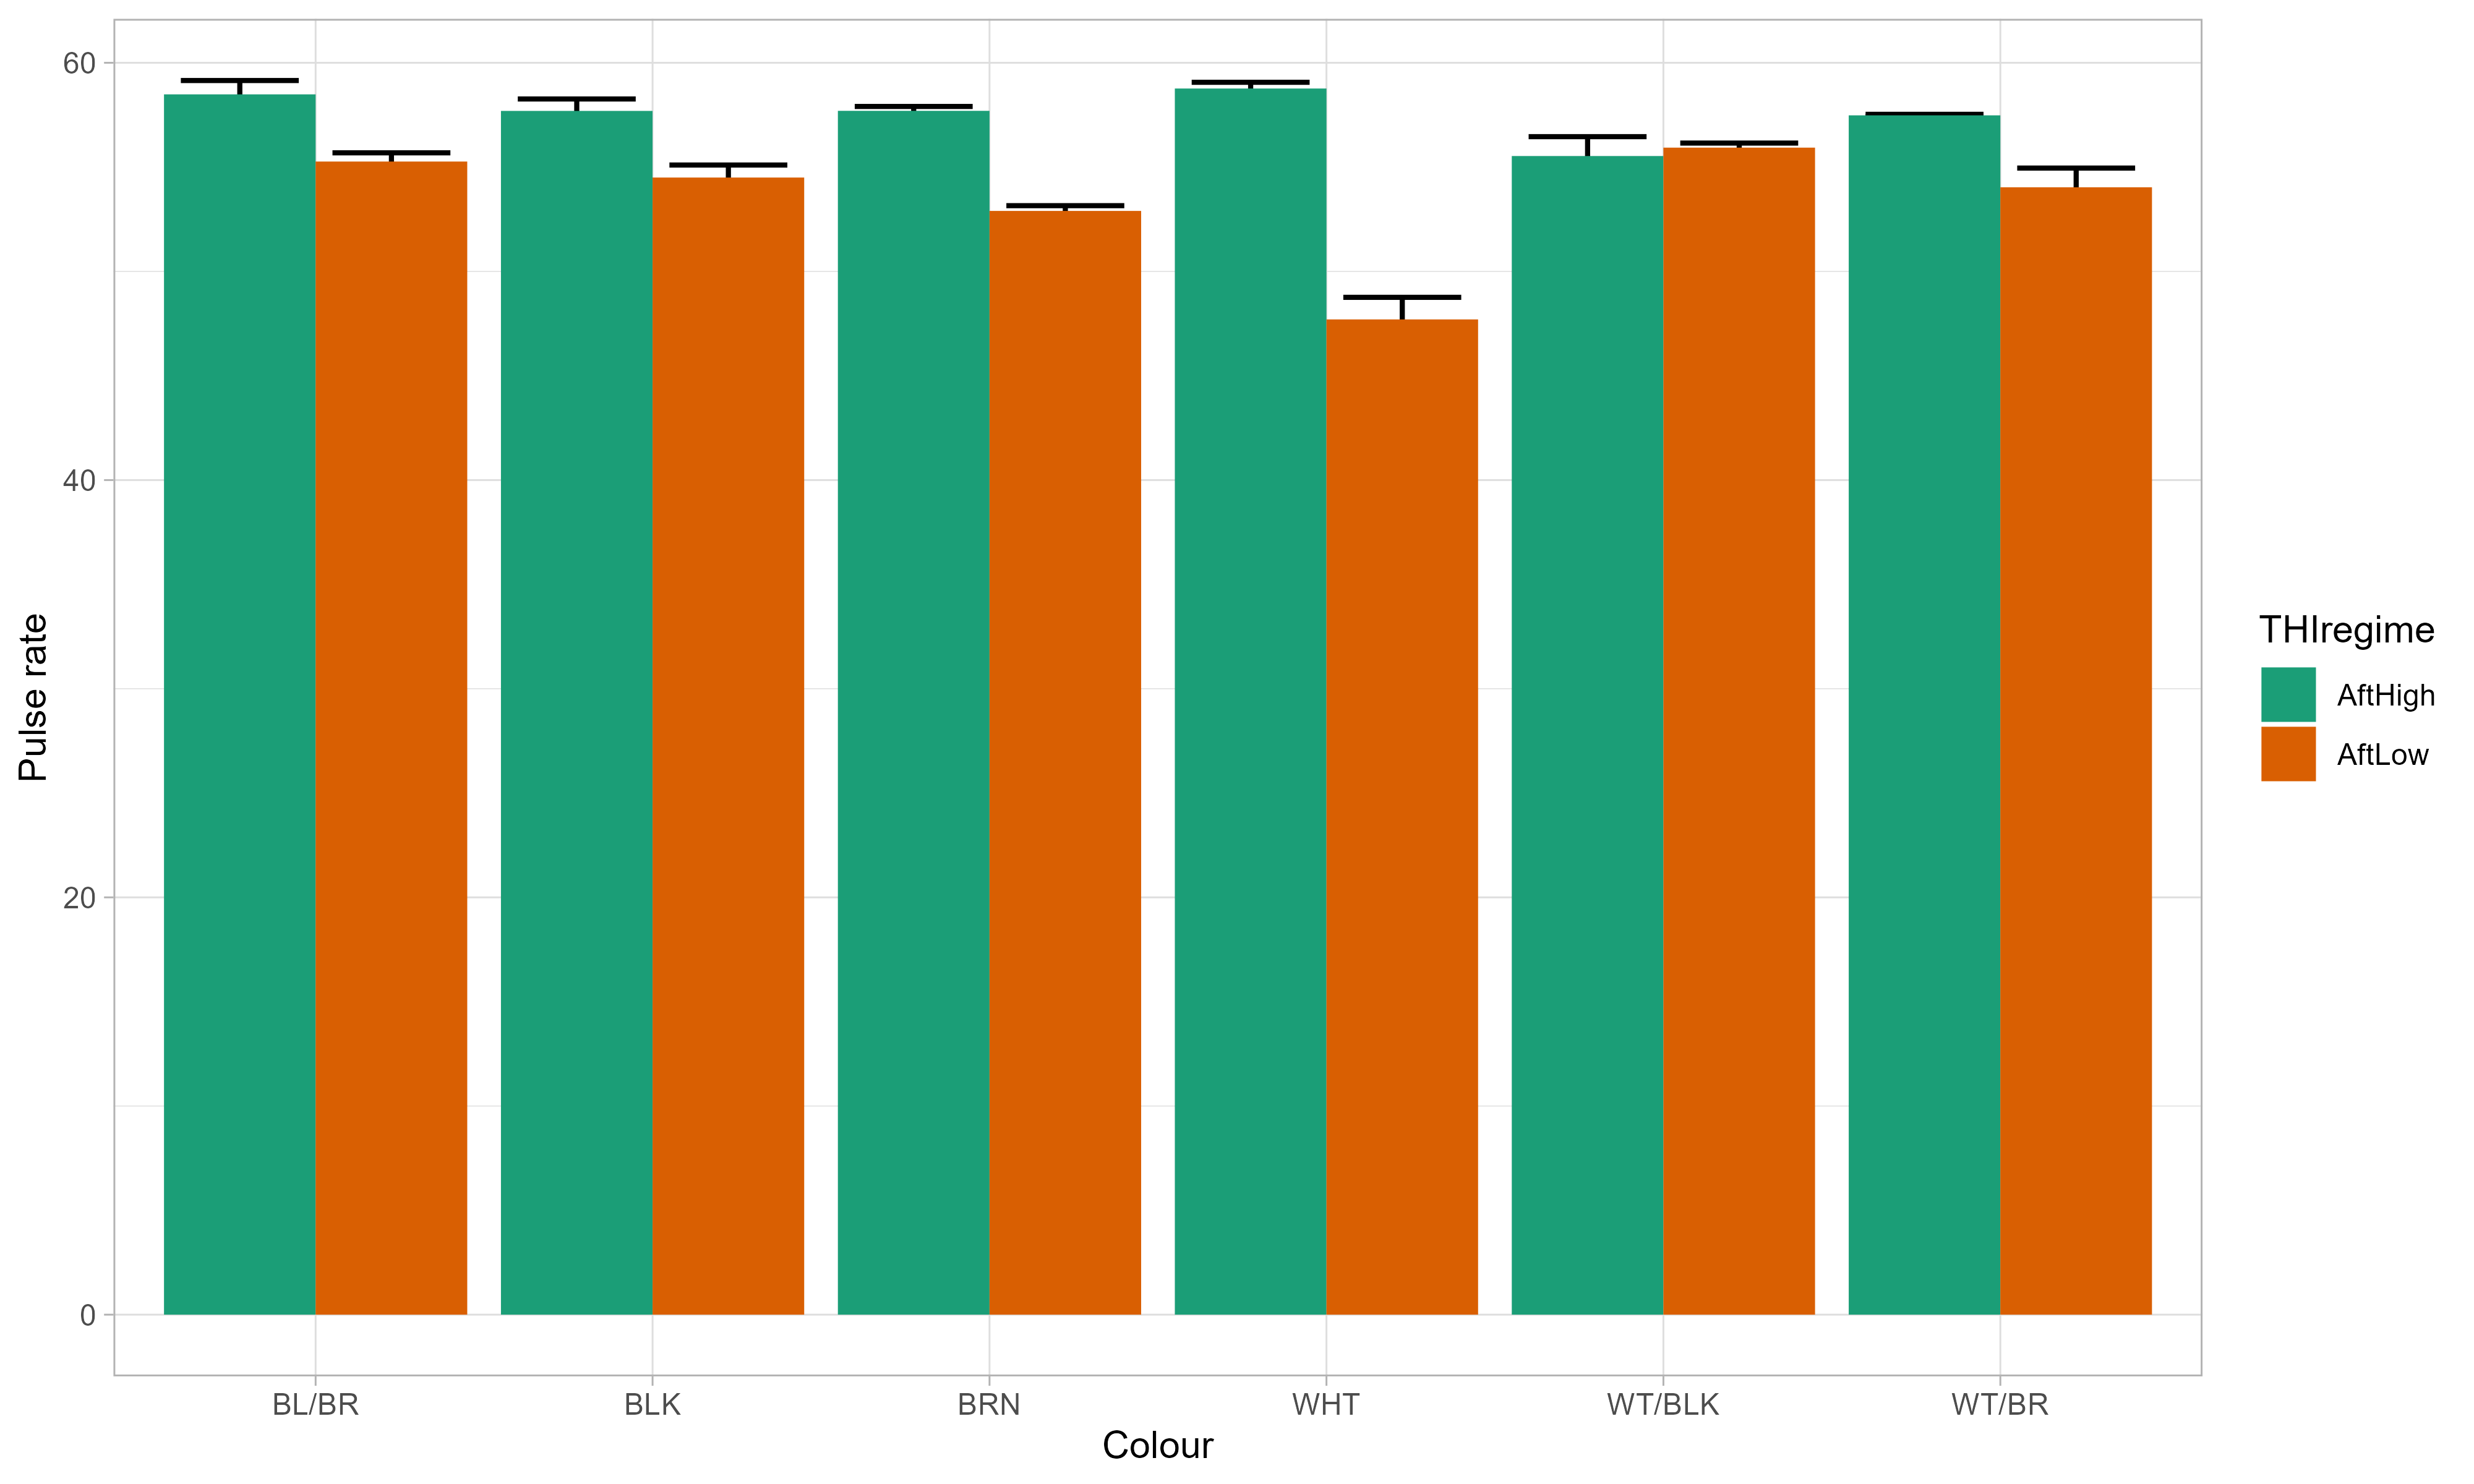 60
40
20
0
Pulse rate
BL/BR BLK BRN WHT WT/BLK WT/BR
Colour
THIregime
AftHigh
AftLow